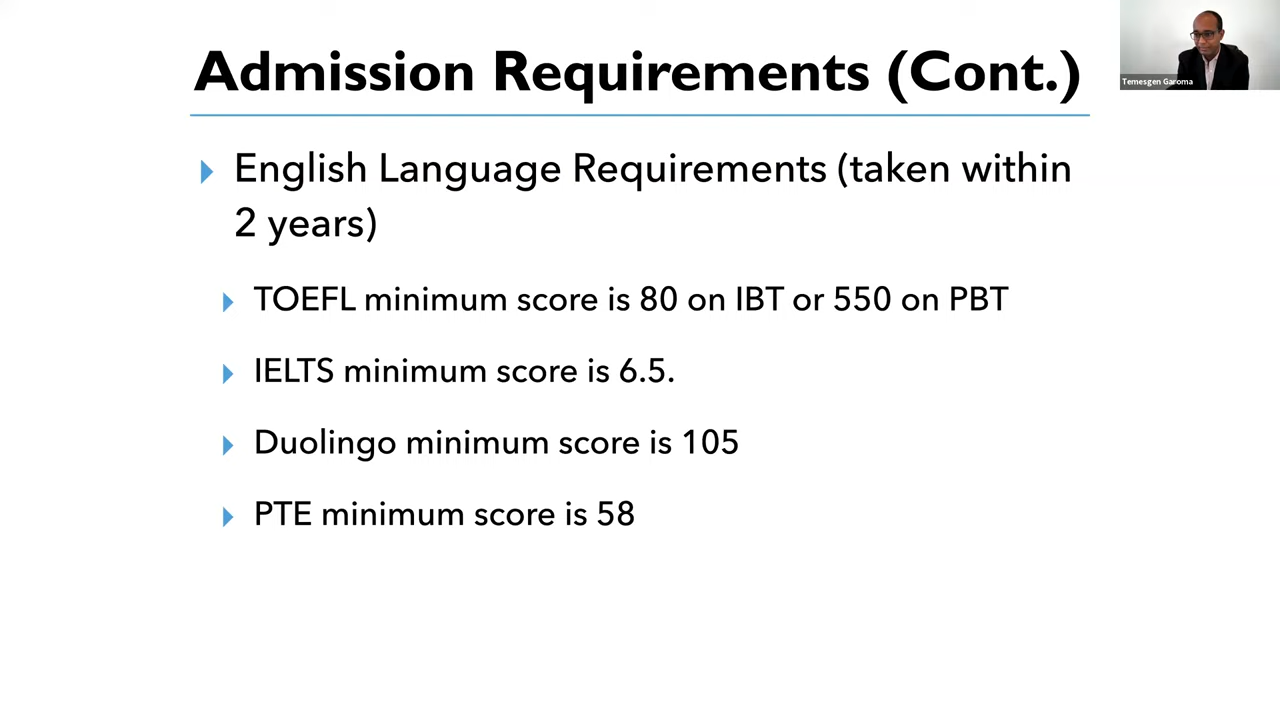 Admission Requirements (Cont.)
Temesgen Garoma
English Language Requirements (taken within
2 years)
TOEFL minimum score is 80 on IBT or 550 on PBT
IELTS minimum score is 6.5.
Duolingo minimum score is 105
PTE minimum score is 58